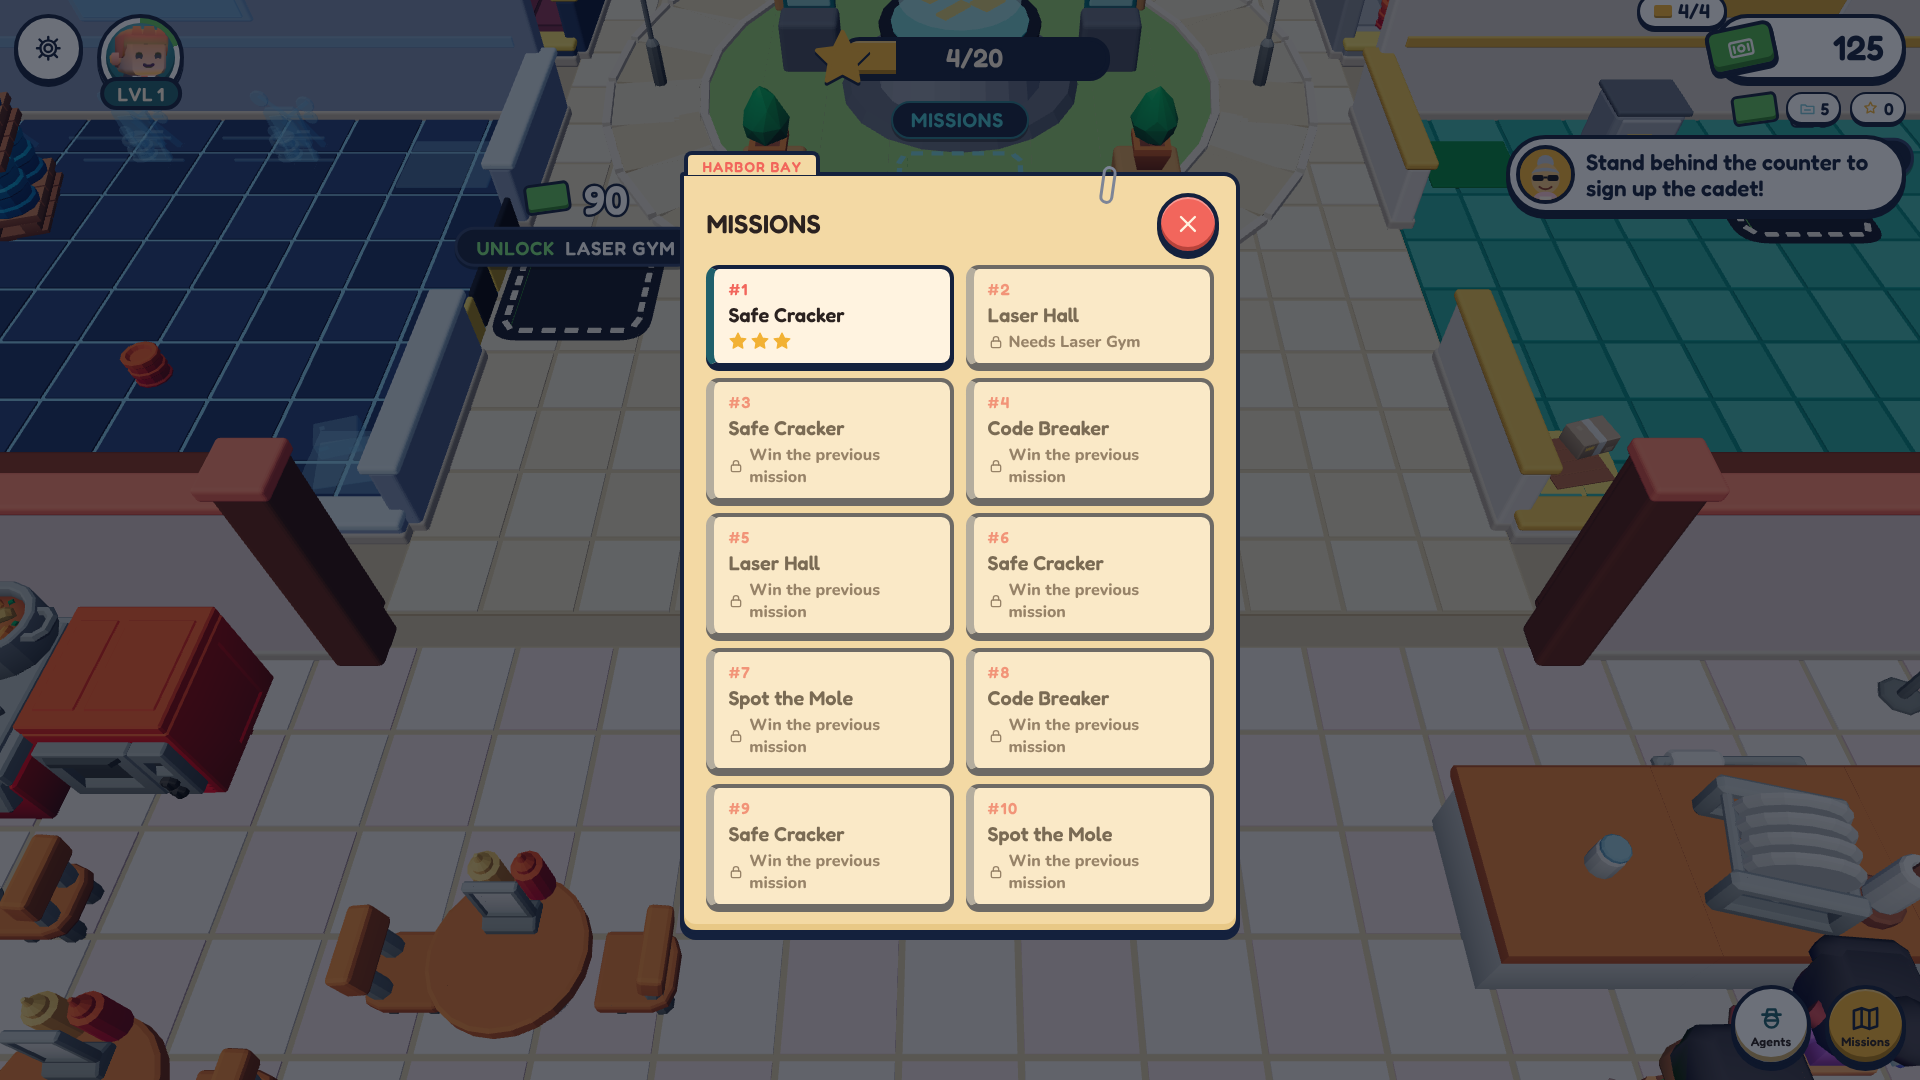 4/4
125
4/20
LVL 1
MISSIONS
5
0
HARBOR BAY
Stand behind the counter to
sign up the cadet!
90
UNLOCK LASER GYM
MISSIONS
#1
Safe Cracker
#2
Laser Hall
Needs Laser Gym
#3
Safe Cracker
Win the previous
mission
#4
Code Breaker
Win the previous
mission
#5
Laser Hall
Win the previous
mission
#6
Safe Cracker
Win the previous
mission
#7
Spot the Mole
Win the previous
mission
#8
Code Breaker
Win the previous
mission
#9
Safe Cracker
Win the previous
mission
#10
Spot the Mole
Win the previous
mission
Agents
Missions